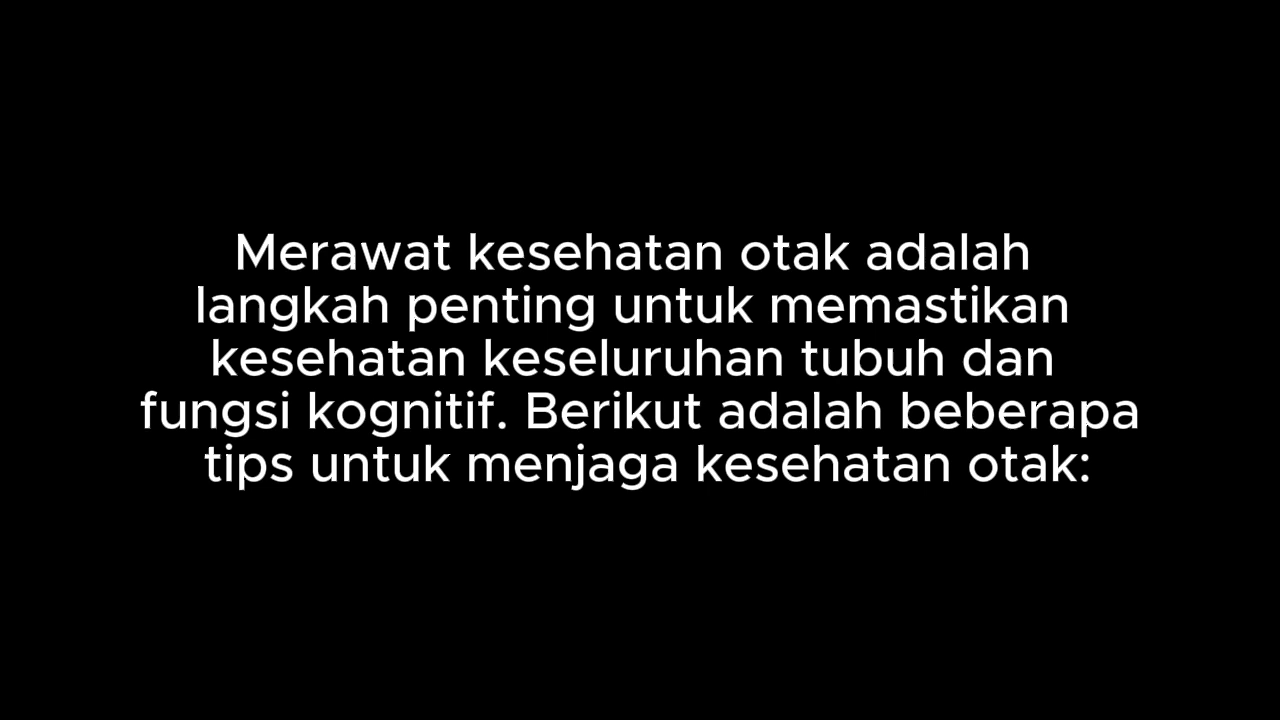 Merawat kesehatan otak adalah
langkah penting untuk memastikan
kesehatan keseluruhan tubuh dan
fungsi kognitif. Berikut adalah beberapa
tips untuk menjaga kesehatan otak: